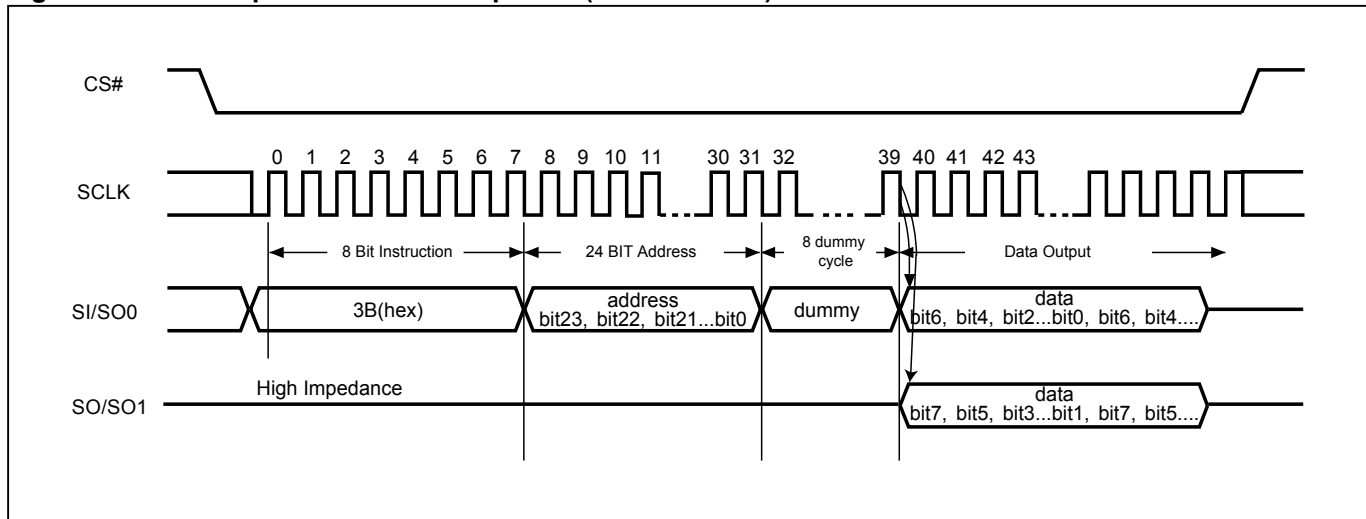 CS#
0 1 2 3 4 5 6 7 8 9 10 11 30 31 32 39 40 41 42 43
SCLK
8 Bit Instruction 24 BIT Address 8 dummy cycle Data Output
SI/SO0
3B(hex)
address
bit23, bit22, bit21...bit0
dummy
data
bit6, bit4, bit2...bit0, bit6, bit4....
High Impedance
SO/SO1
data
bit7, bit5, bit3...bit1, bit7, bit5....